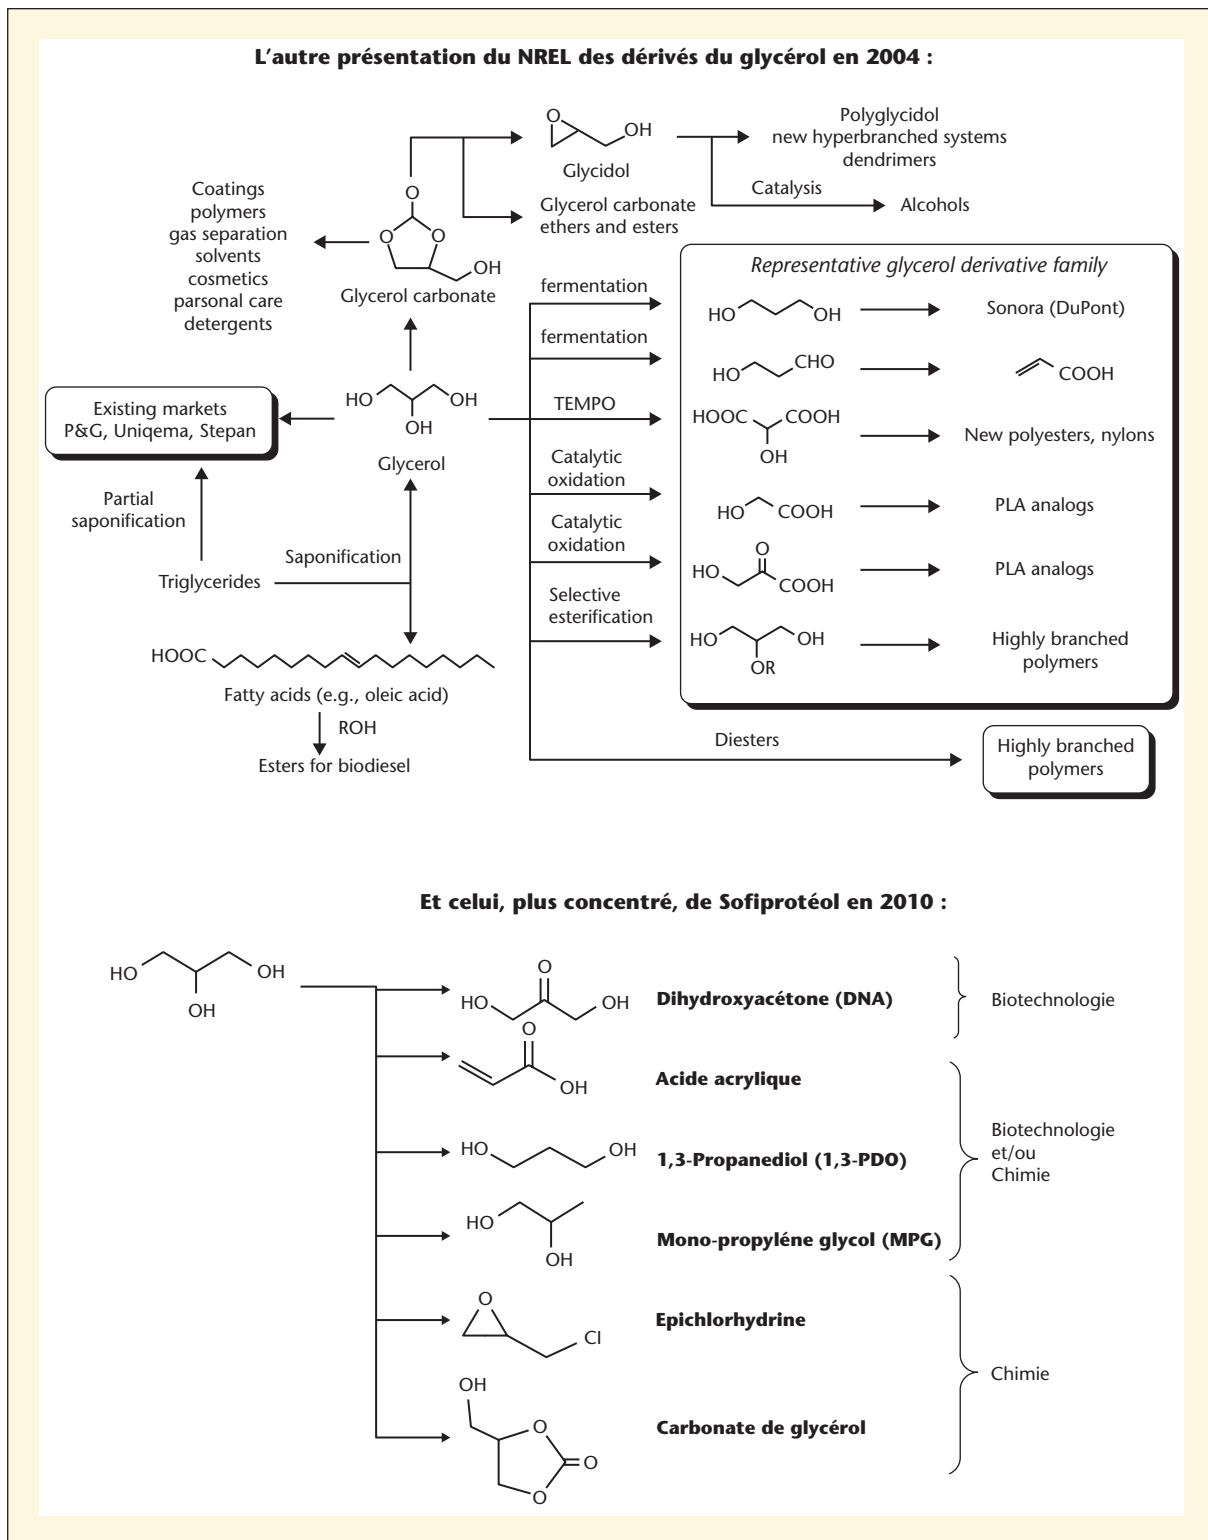 L'autre présentation du NREL des dérivés du glycérol en 2004 :
O
OH
Glycidol
Polyglycidol
new hyperbranched systems
dendrimers
Catalysis
Alcohols
Glycerol carbonate
ethers and esters
Coatings
polymers
gas separation
solvents
cosmetics
parsonal care
detergents
O
O
O
OH
Glycerol carbonate
HO
OH
OH
Glycerol
Existing markets
P&G, Uniqema, Stepan
Partial
saponification
Saponification
Triglycerides
HOOC
Fatty acids (e.g., oleic acid)
ROH
Esters for biodiesel
Representative glycerol derivative family
fermentation
HO
OH
Sonora (DuPont)
fermentation
HO
CHO
COOH
TEMPO
HOOC
COOH
OH
New polyesters, nylons
Catalytic
oxidation
HO
COOH
PLA analogs
Catalytic
oxidation
HO
O
COOH
PLA analogs
Selective
esterification
HO
OH
OR
Highly branched
polymers
Diesters
Highly branched
polymers
Et celui, plus concentré, de Sofiprotéol en 2010 :
HO
OH
OH
O
HO
OH
Dihydroxyacétone (DNA)
Biotechnologie
O
OH
Acide acrylique
HO
OH
1,3-Propanediol (1,3-PDO)
Biotechnologie
et/ou
Chimie
HO
OH
Mono-propyléne glycol (MPG)
O
Cl
Epichlorhydrine
Chimie
OH
O
O
O
Carbonate de glycérol